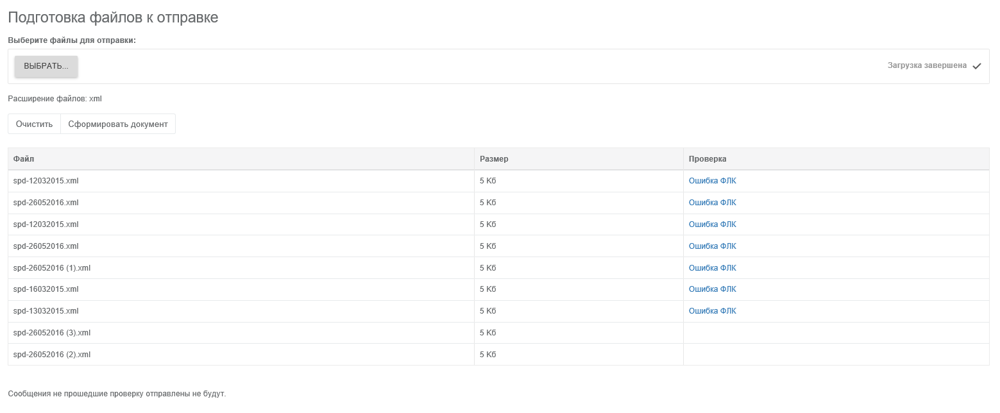 Подготовка файлов к отправке
Выберите файлы для отправки:
ВЫБРАТЬ... Загрузка завершена
Расширение файлов: xml
Очистить Сформировать документ
Файл Размер Проверка
spd-12032015.xml 5 Кб Ошибка ФЛК
spd-26052016.xml 5 Кб Ошибка ФЛК
spd-12032015.xml 5 Кб Ошибка ФЛК
spd-26052016.xml 5 Кб Ошибка ФЛК
spd-26052016 (1).xml 5 Кб Ошибка ФЛК
spd-16032015.xml 5 Кб Ошибка ФЛК
spd-13032015.xml 5 Кб Ошибка ФЛК
spd-26052016 (3).xml 5 Кб
spd-26052016 (2).xml 5 Кб
Сообщения не прошедшие проверку отправлены не будут.